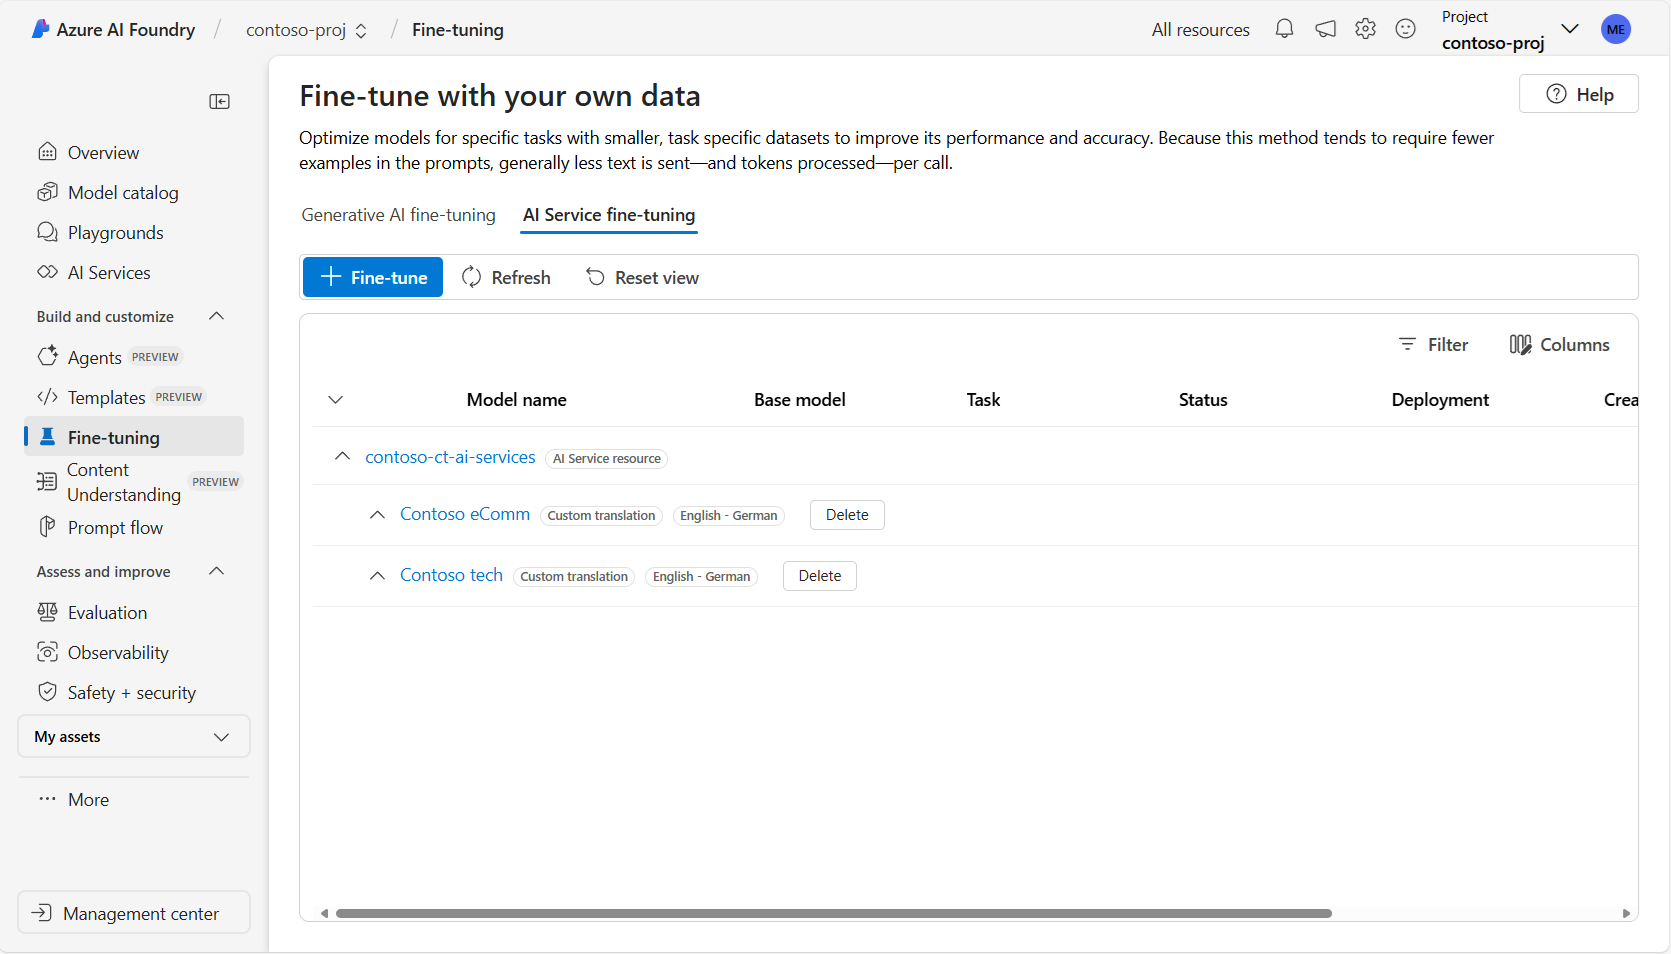 Azure AI Foundry / contoso-proj / Fine-tuning
All resources
Project
contoso-proj
ME
Overview
Model catalog
Playgrounds
AI Services
Build and customize
Agents PREVIEW
Templates PREVIEW
Fine-tuning
Content
Understanding PREVIEW
Prompt flow
Assess and improve
Evaluation
Observability
Safety + security
My assets
More
Management center
Fine-tune with your own data
Help
Optimize models for specific tasks with smaller, task specific datasets to improve its performance and accuracy. Because this method tends to require fewer
examples in the prompts, generally less text is sent—and tokens processed—per call.
Generative AI fine-tuning AI Service fine-tuning
Fine-tune Refresh Reset view
Filter Columns
Model name Base model Task Status Deployment Crea
contoso-ct-ai-services AI Service resource
Contoso eComm Custom translation English - German Delete
Contoso tech Custom translation English - German Delete